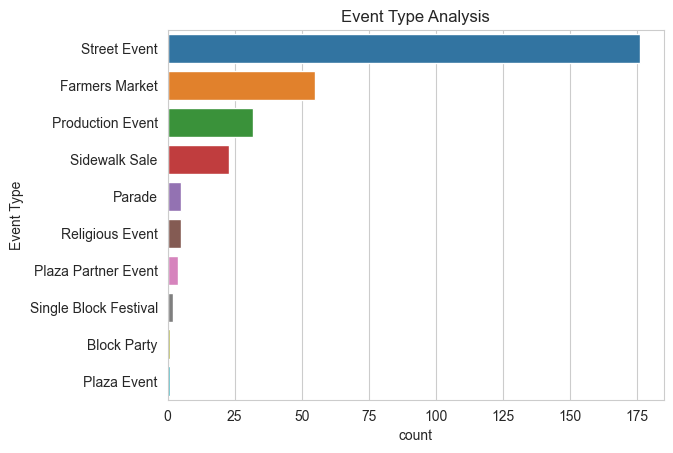 Event Type Analysis
Event Type
Street Event
Farmers Market
Production Event
Sidewalk Sale
Parade
Religious Event
Plaza Partner Event
Single Block Festival
Block Party
Plaza Event
0 25 50 75 100 125 150 175
count